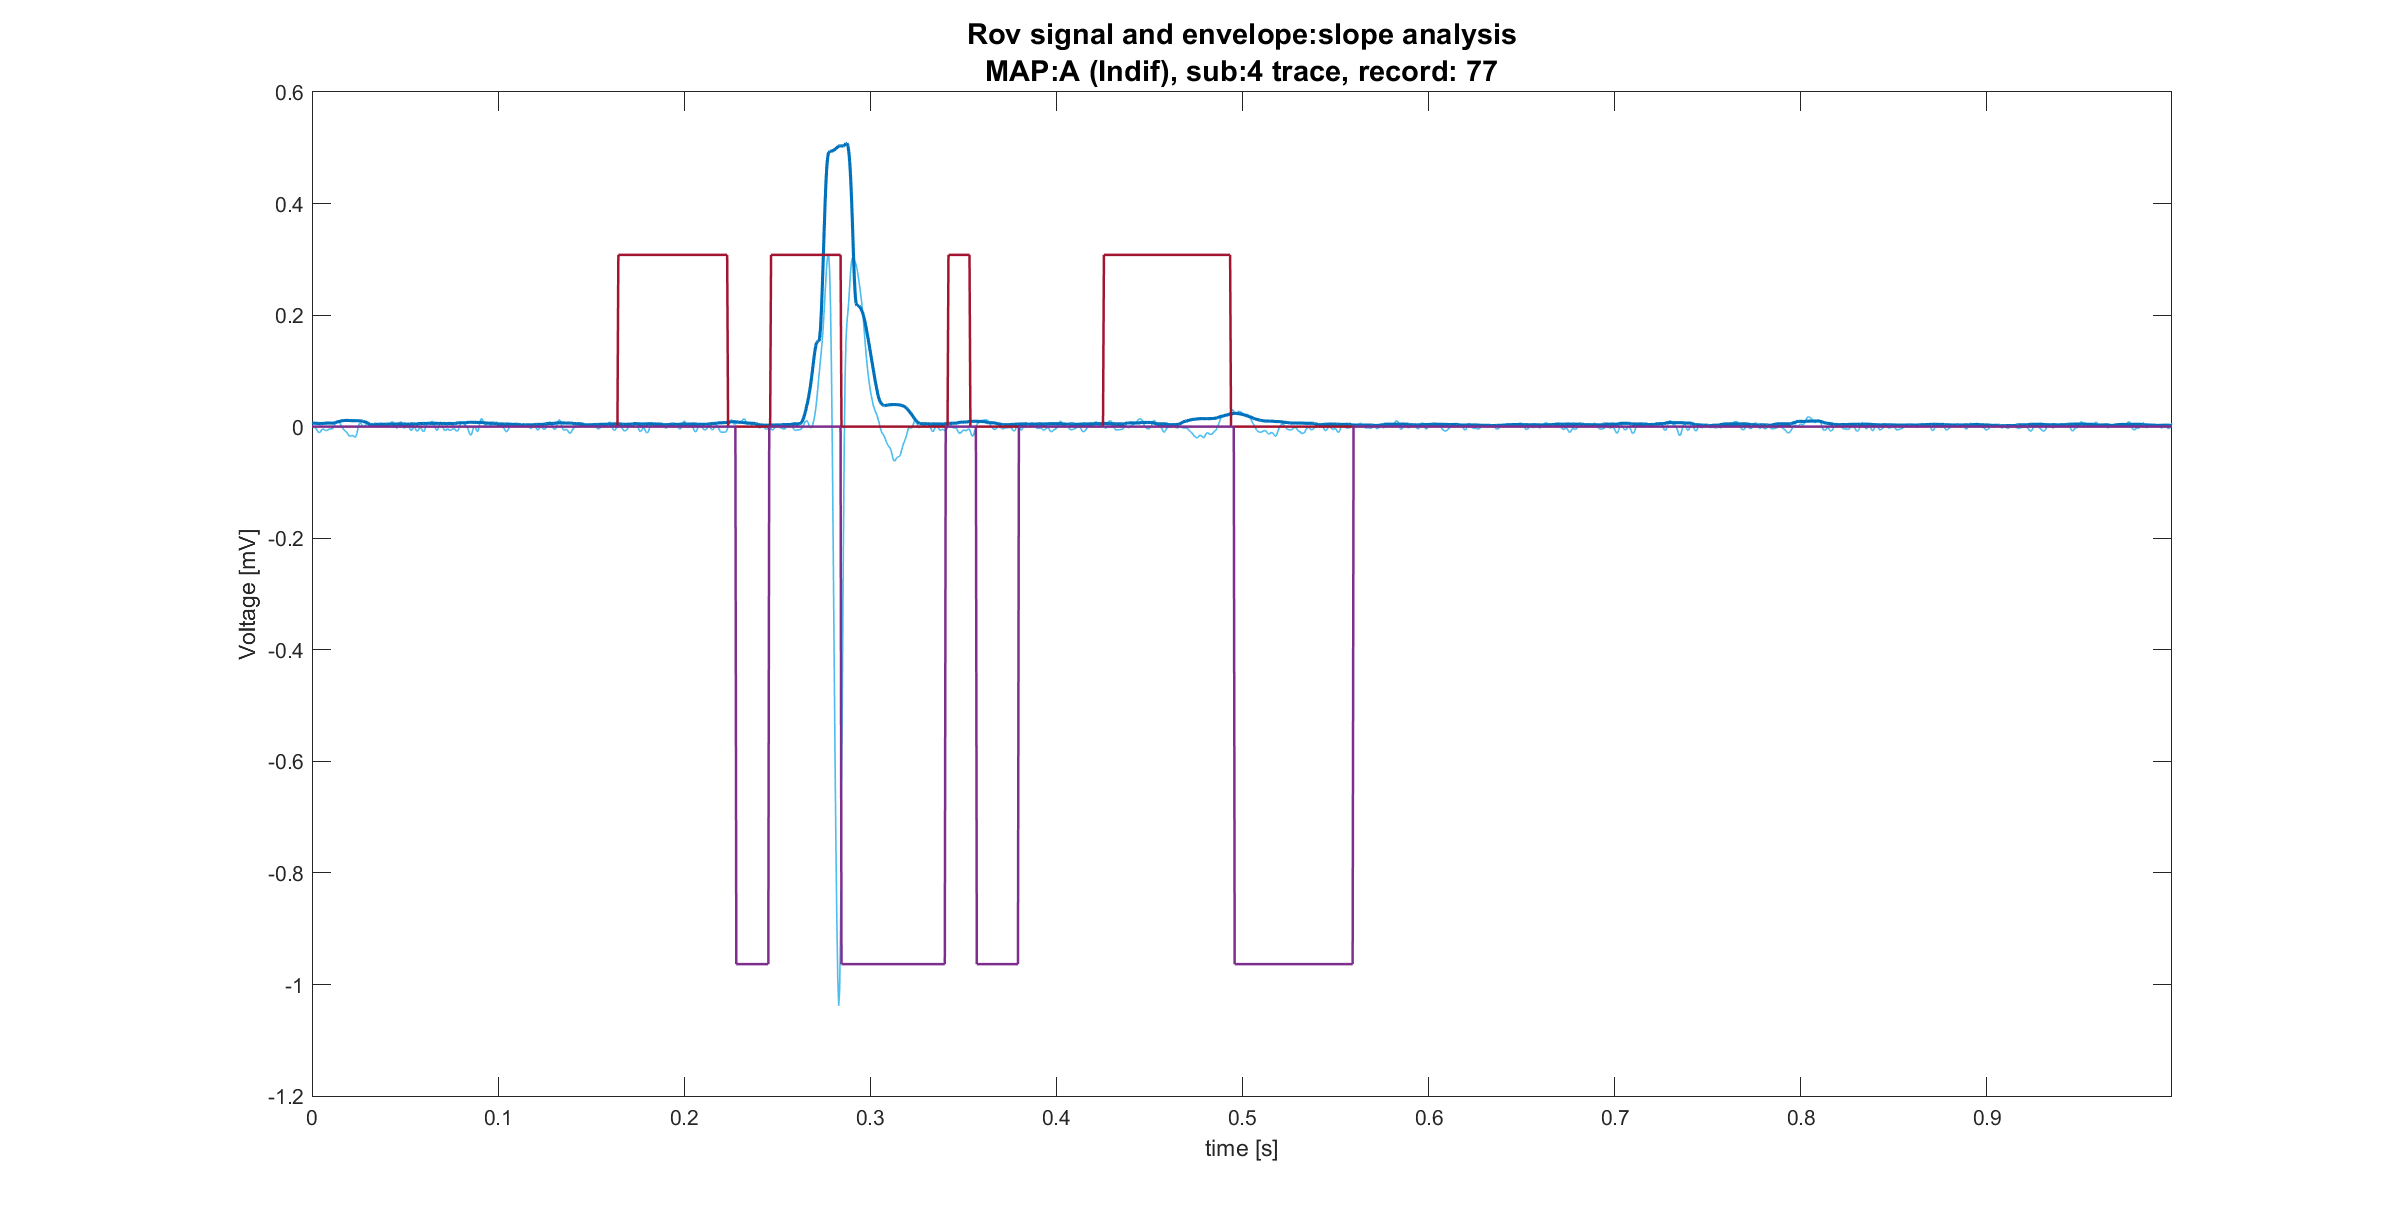 Rov signal and envelope:slope analysis
MAP:A (Indif), sub:4 trace, record: 77
0.6
0.4
0.2
0
-0.2
-0.4
-0.6
-0.8
-1
-1.2
Voltage [mV]
0 0.1 0.2 0.3 0.4 0.5 0.6 0.7 0.8 0.9
time [s]